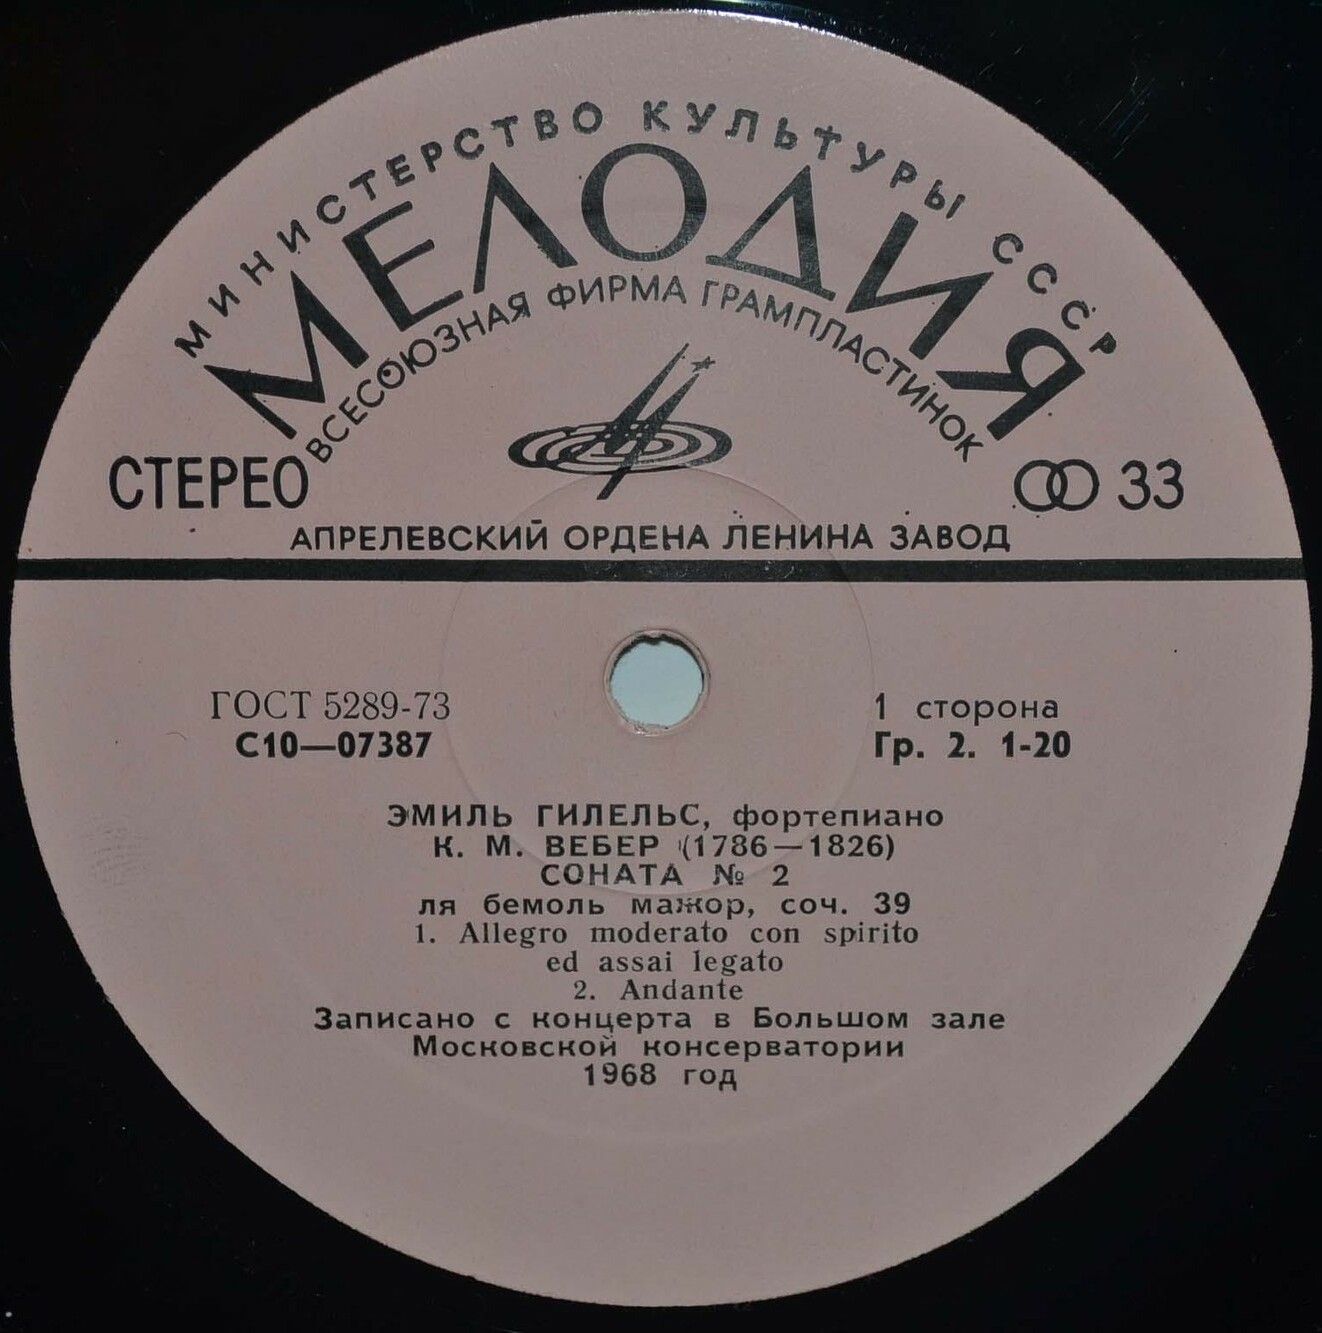 МИНИСТЕРСТВО КУЛЬТУРЫ СССР
МЕЛОДИЯ
ВСЕСОЮЗНАЯ ФИРМА ГРАМПЛАСТИНОК
СТЕРЕО
33
АПРЕЛЕВСКИЙ ОРДЕНА ЛЕНИНА ЗАВОД
ГОСТ 5289-73
С10—07387
1 сторона
Гр. 2. 1-20
ЭМИЛЬ ГИЛЕЛЬС, фортепиано
К. М. ВЕБЕР (1786—1826)
СОНАТА № 2
ля бемоль мажор, соч. 39
1. Allegro moderato con spirito
ed assai legato
2. Andante
Записано с концерта в Большом зале
Московской консерватории
1968 год